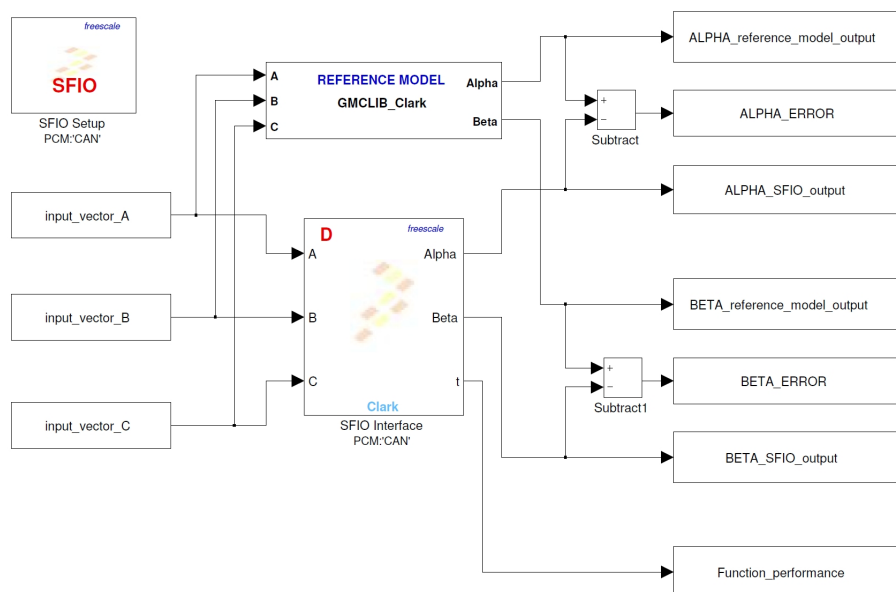 freescale
SFIO
SFIO Setup
PCM:'CAN'
input_vector_A
input_vector_B
input_vector_C
REFERENCE MODEL
GMCLIB_Clark
A
B
C
Alpha
Beta
D
freescale
A
B
C
Alpha
Beta
t
Clark
SFIO Interface
PCM:'CAN'
+
−
Subtract
+
−
Subtract1
ALPHA_reference_model_output
ALPHA_ERROR
ALPHA_SFIO_output
BETA_reference_model_output
BETA_ERROR
BETA_SFIO_output
Function_performance